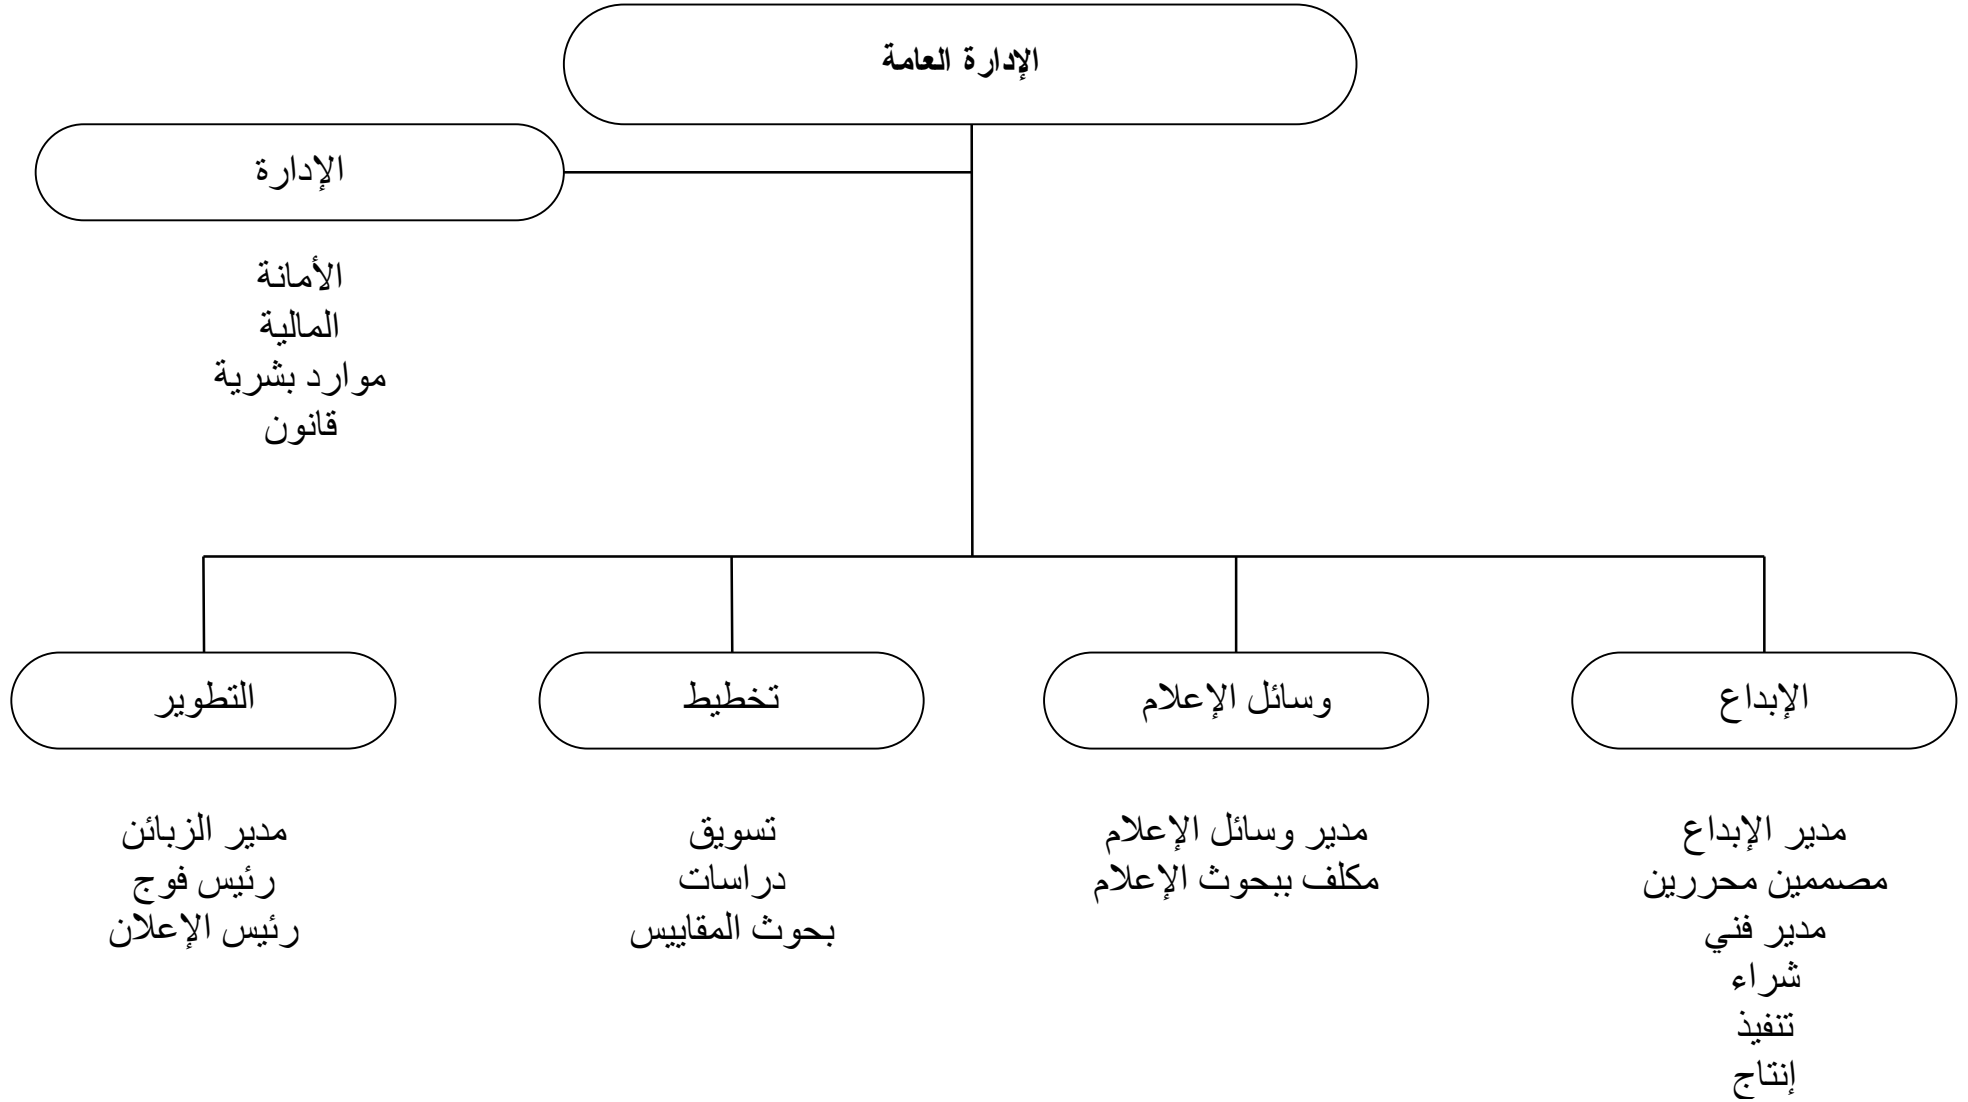 الإدارة العامة
الإدارة
الأمانة
المالية
موارد بشرية
قانون
الإبداع
مدير الإبداع
مصممين محررين
مدير فني
شراء
تنفيذ
إنتاج
وسائل الإعلام
مدير وسائل الإعلام
مكلف ببحوث الإعلام
تخطيط
تسويق
دراسات
بحوث المقاييس
التطوير
مدير الزبائن
رئيس فوج
رئيس الإعلان